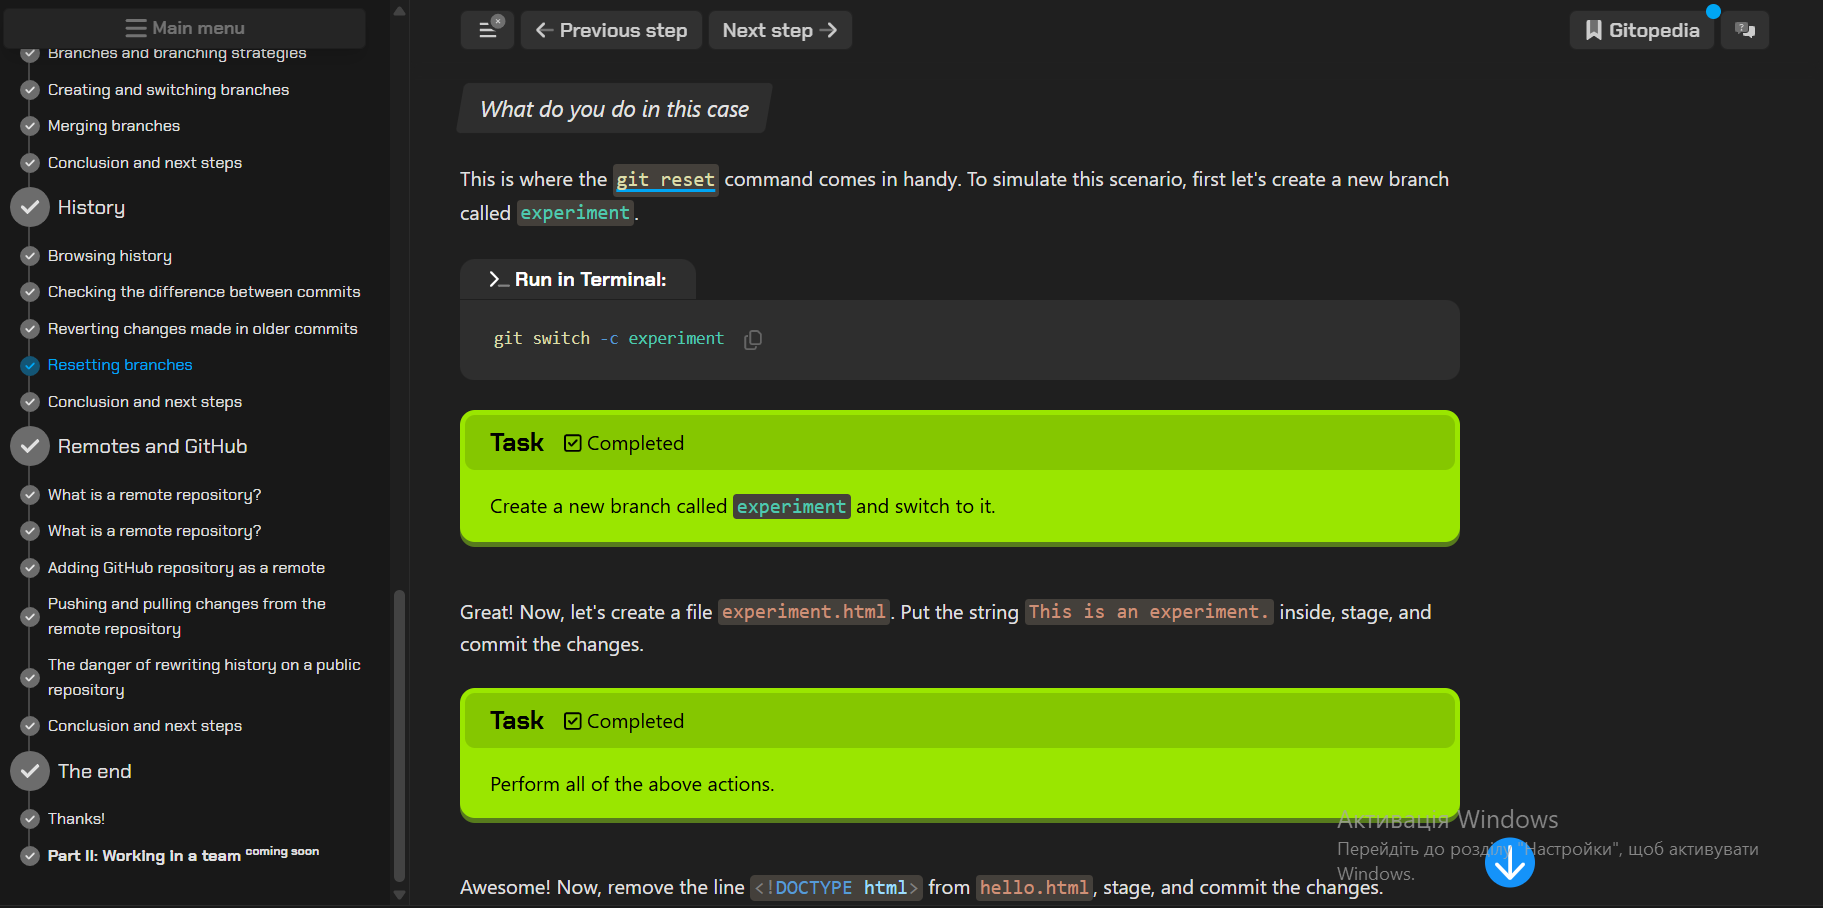 Main menu
Branches and branching strategies
Creating and switching branches
Merging branches
Conclusion and next steps
History
Browsing history
Checking the difference between commits
Reverting changes made in older commits
Resetting branches
Conclusion and next steps
Remotes and GitHub
What is a remote repository?
What is a remote repository?
Adding GitHub repository as a remote
Pushing and pulling changes from the
remote repository
The danger of rewriting history on a public
repository
Conclusion and next steps
The end
Thanks!
Part II: Working in a team coming soon
Previous step
Next step
Gitopedia
What do you do in this case
This is where the git reset command comes in handy. To simulate this scenario, first let's create a new branch
called experiment.
Run in Terminal:
git switch -c experiment
Task Completed
Create a new branch called experiment and switch to it.
Great! Now, let's create a file experiment.html. Put the string This is an experiment. inside, stage, and
commit the changes.
Task Completed
Perform all of the above actions.
Awesome! Now, remove the line <!DOCTYPE html> from hello.html, stage, and commit the changes.
Активація Windows
Перейдіть до розділу "Настройки", щоб активувати
Windows.